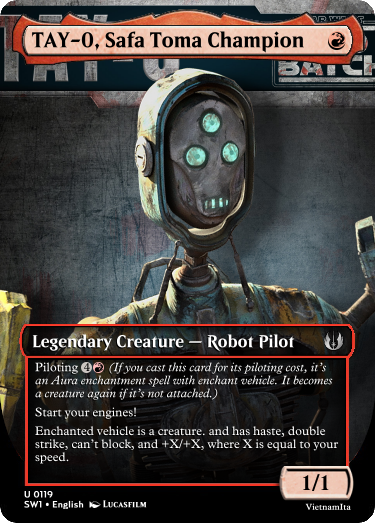 TAY-0
BATCH
TAY-0, Safa Toma Champion
Legendary Creature — Robot Pilot
Piloting 4 (If you cast this card for its piloting cost, it's
an Aura enchantment spell with enchant vehicle. It becomes
a creature again if it's not attached.)
Start your engines!
Enchanted vehicle is a creature. and has haste, double
strike, can't block, and +X/+X, where X is equal to your
speed.
1/1
U 0119
SW1 • English LUCASFILM
VietnamIta